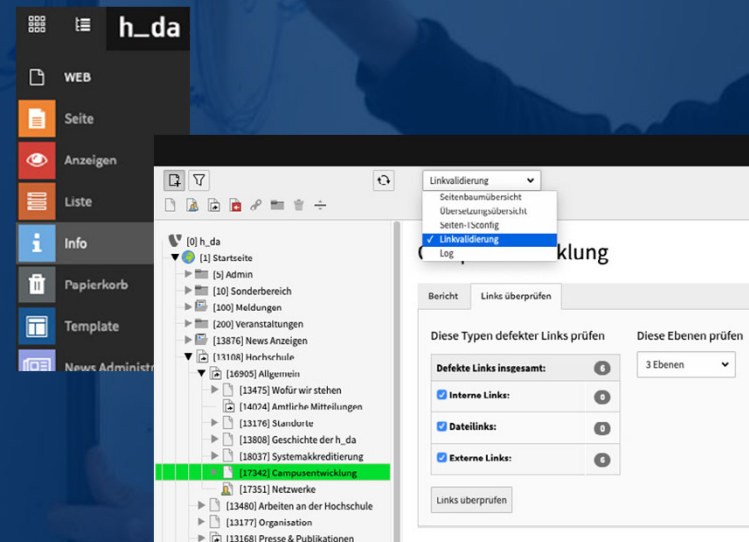 h_da
WEB
Seite
Anzeigen
Liste
Info
Papierkorb
Template
News Administr
Linkvalidierung
Seitenbaumübersicht
Übersetzungsübersicht
Seiten-TSconfig
✓ Linkvalidierung
Log
klung
[0] h_da
[1] Startseite
[5] Admin
[10] Sonderbereich
[100] Meldungen
[200] Veranstaltungen
[13876] News Anzeigen
[13108] Hochschule
[16905] Allgemein
[13475] Wofür wir stehen
[14024] Amtliche Mitteilungen
[13176] Standorte
[13808] Geschichte der h_da
[18037] Systemakkreditierung
[17342] Campusentwicklung
[17351] Netzwerke
[13480] Arbeiten an der Hochschule
[13177] Organisation
[13168] Presse & Publikationen
Bericht Links überprüfen
Diese Typen defekter Links prüfen
Defekte Links insgesamt: 6
Interne Links: 0
Dateilinks: 0
Externe Links: 6
Links überprüfen
Diese Ebenen prüfen
3 Ebenen